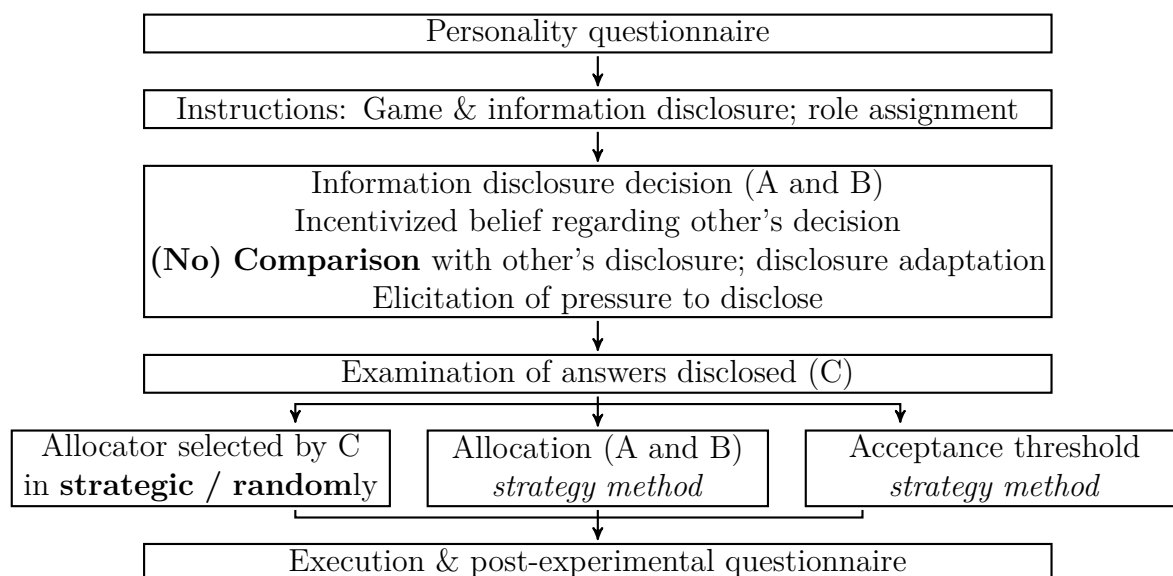 Personality questionnaire
Instructions: Game & information disclosure; role assignment
Information disclosure decision (A and B)
Incentivized belief regarding other's decision
(No) Comparison with other's disclosure; disclosure adaptation
Elicitation of pressure to disclose
Examination of answers disclosed (C)
Allocator selected by C
in strategic / randomly
Allocation (A and B)
strategy method
Acceptance threshold
strategy method
Execution & post-experimental questionnaire